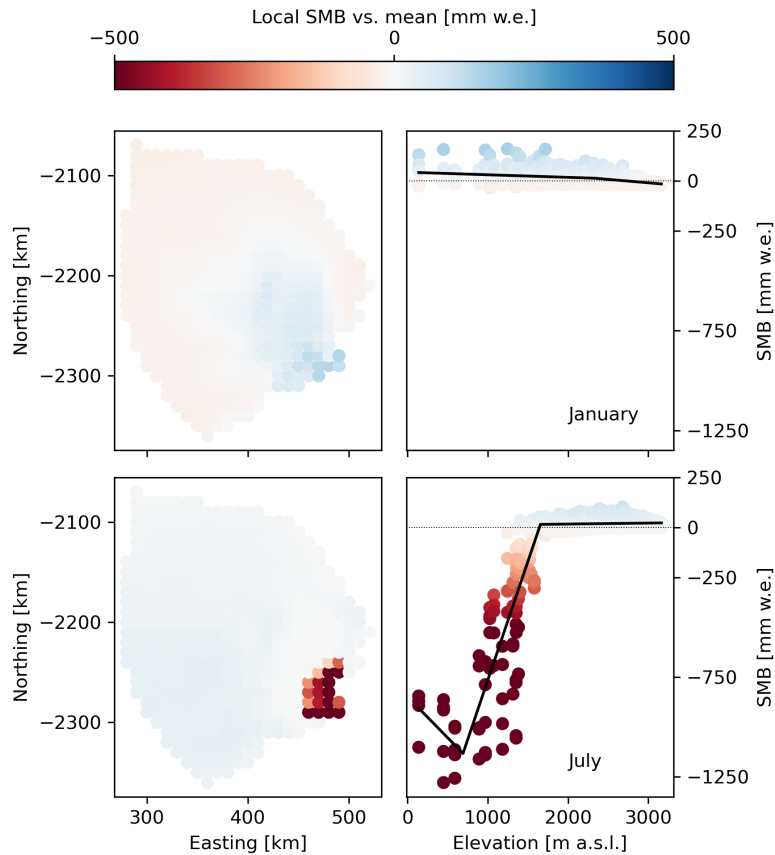 Local SMB vs. mean [mm w.e.]
−500 0 500
Northing [km]
−2100
−2200
−2300
250
0
−250
−750
−1250
SMB [mm w.e.]
January
Northing [km]
−2100
−2200
−2300
250
0
−250
−750
−1250
SMB [mm w.e.]
July
300 400 500
0 1000 2000 3000
Easting [km]
Elevation [m a.s.l.]